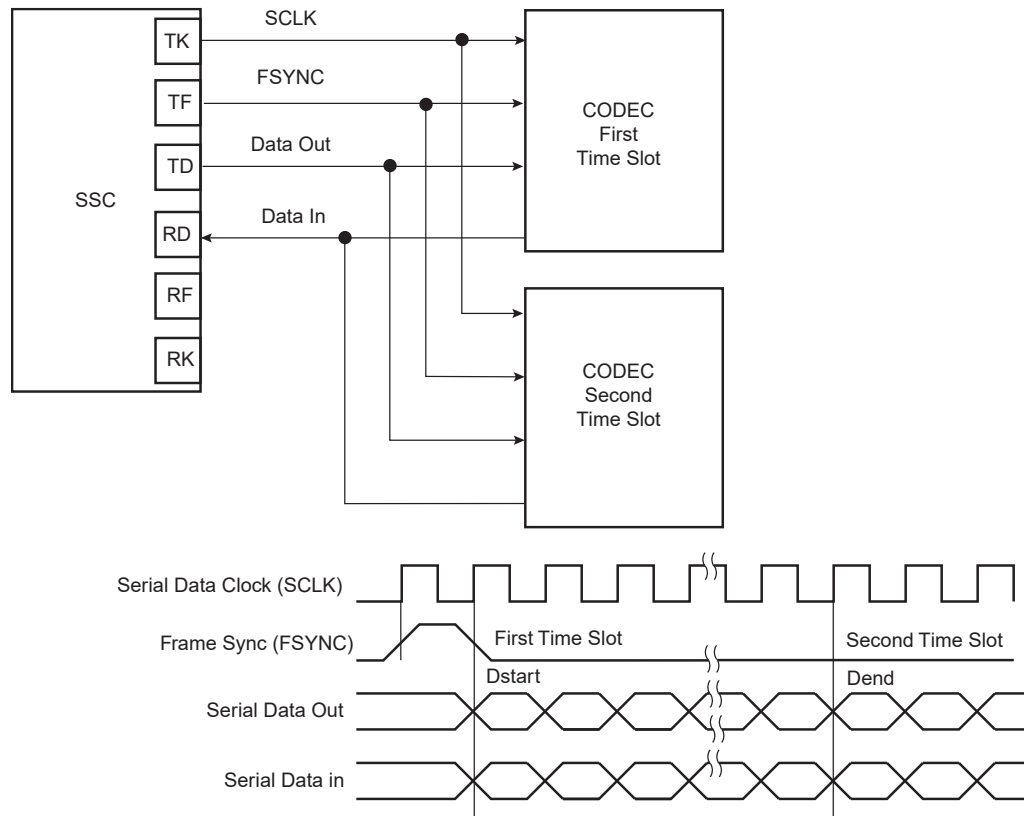 SCLK
TK
FSYNC
TF
CODEC
First
Time Slot
Data Out
TD
SSC
Data In
RD
RF
RK
CODEC
Second
Time Slot
Serial Data Clock (SCLK)
Frame Sync (FSYNC)
First Time Slot
Second Time Slot
Dstart
Dend
Serial Data Out
Serial Data in